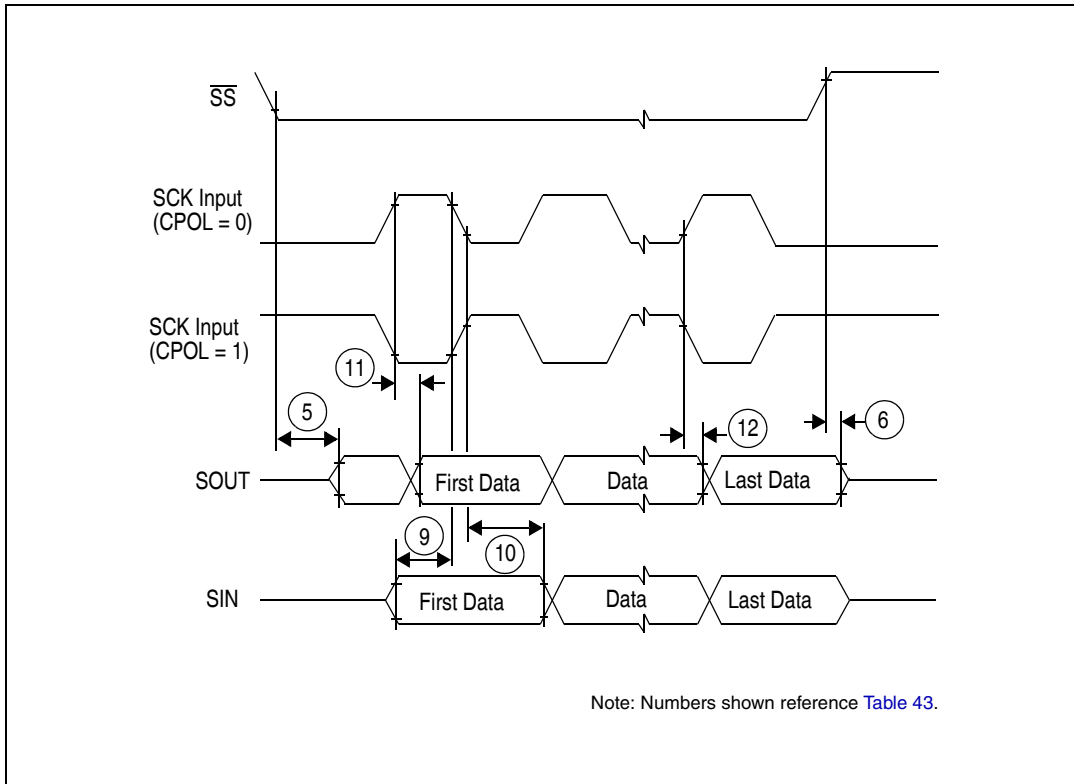 SS
SCK Input
(CPOL = 0)
SCK Input
(CPOL = 1)
11
5
12
6
SOUT
First Data
Data
Last Data
9
10
SIN
First Data
Data
Last Data
Note: Numbers shown reference Table 43.